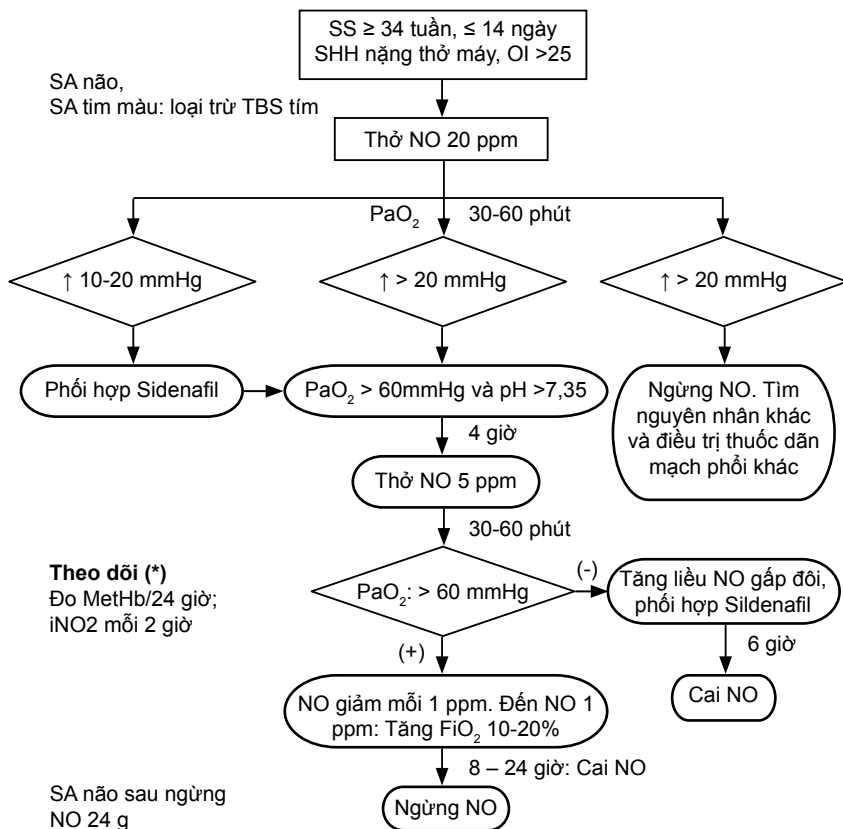 SS ≥ 34 tuần, ≤ 14 ngày
SHH nặng thở máy, OI >25
SA não,
SA tim màu: loại trừ TBS tím
Thở NO 20 ppm
PaO₂ 30-60 phút
↑ 10-20 mmHg
↑ > 20 mmHg
↑ > 20 mmHg
Phối hợp Sidenafil
PaO₂ > 60mmHg và pH >7,35
Ngừng NO. Tìm
nguyên nhân khác
và điều trị thuốc dãn
mạch phổi khác
4 giờ
Thở NO 5 ppm
30-60 phút
Theo dõi (*)
Đo MetHb/24 giờ;
iNO2 mỗi 2 giờ
PaO₂: > 60 mmHg
(-)
Tăng liều NO gấp đôi,
phối hợp Sildenafil
6 giờ
Cai NO
(+)
NO giảm mỗi 1 ppm. Đến NO 1
ppm: Tăng FiO₂ 10-20%
8 – 24 giờ: Cai NO
SA não sau ngừng
NO 24 g
Ngừng NO